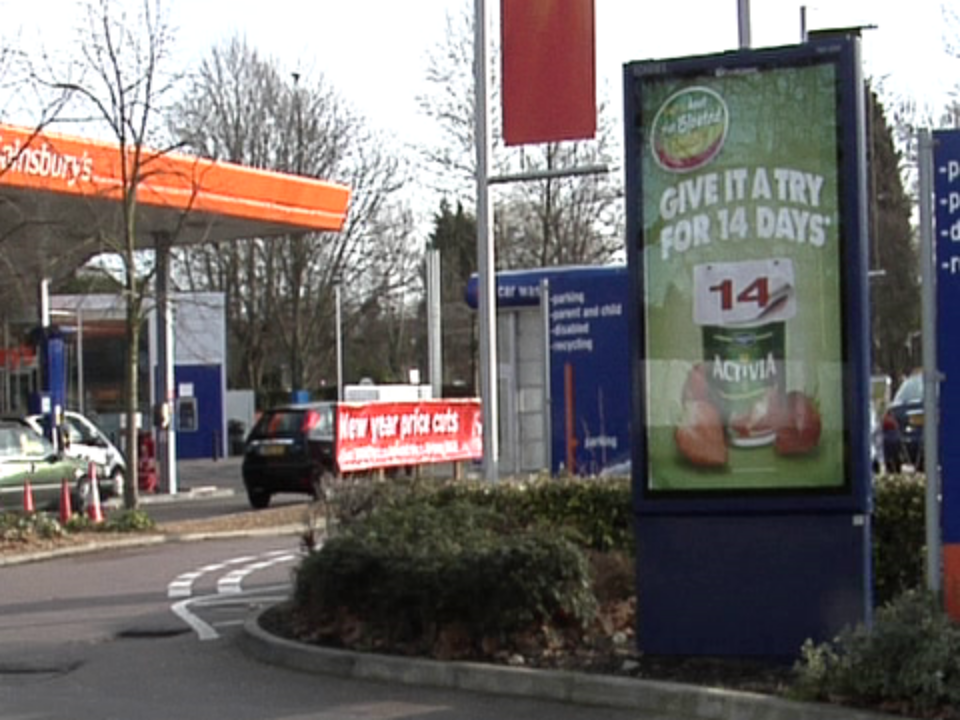 Sainsbury's
GIVE IT A TRY
FOR 14 DAYS*
14
ACTIVIA
car wash
-parking
-parent and child
-disabled
-recycling
parking
New year price cuts